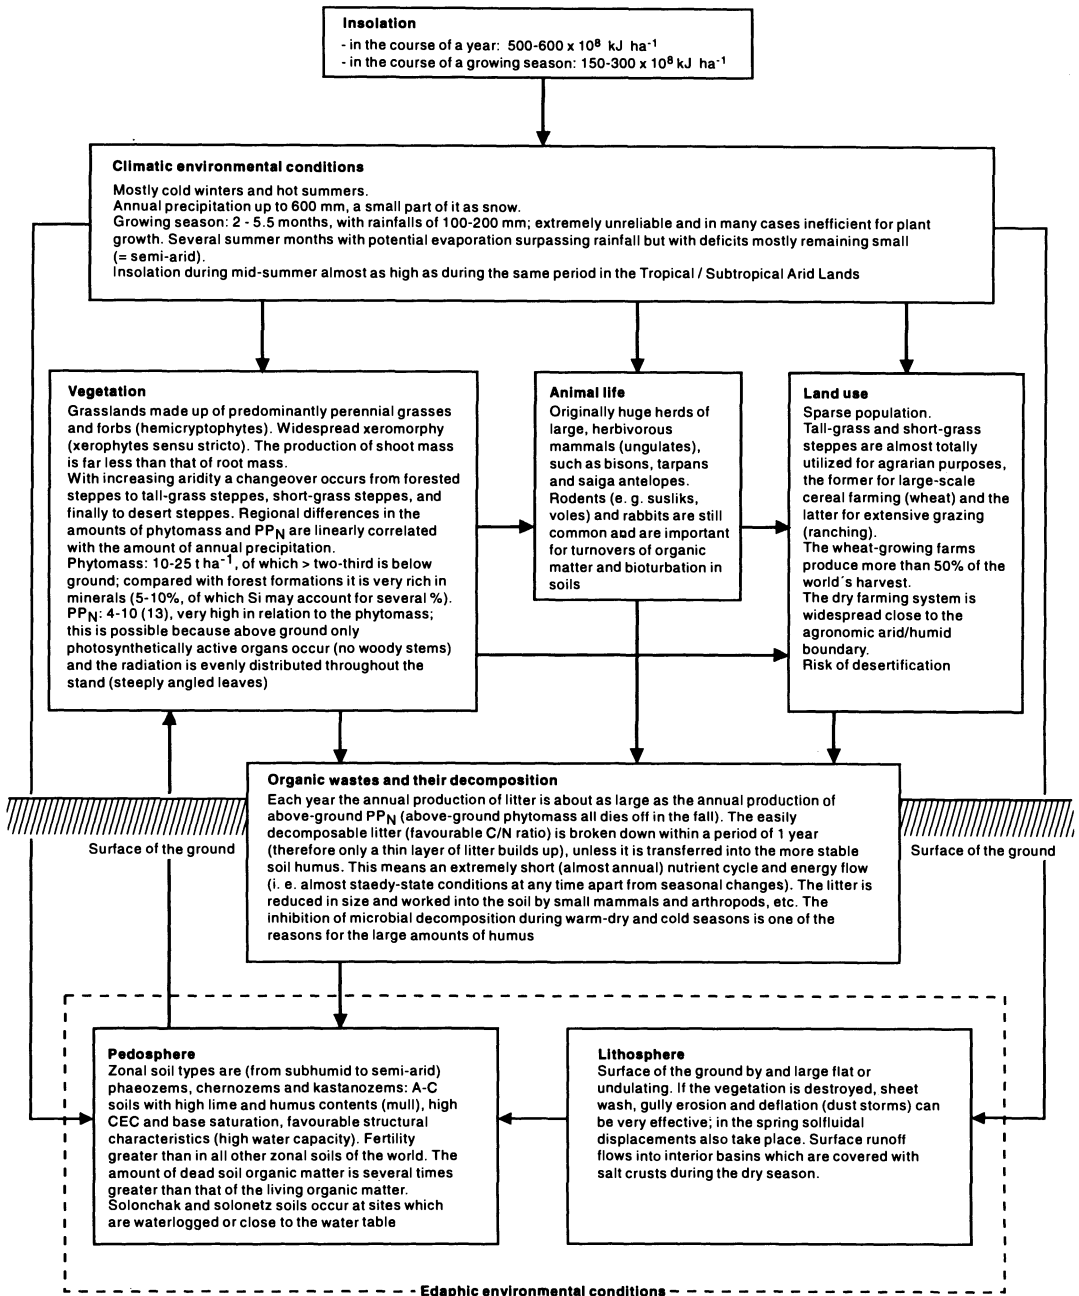 Insolation
- in the course of a year: 500-600 x 10⁸ kJ ha⁻¹
- in the course of a growing season: 150-300 x 10⁸ kJ ha⁻¹
Climatic environmental conditions
Mostly cold winters and hot summers.
Annual precipitation up to 600 mm, a small part of it as snow.
Growing season: 2 - 5.5 months, with rainfalls of 100-200 mm; extremely unreliable and in many cases inefficient for plant
growth. Several summer months with potential evaporation surpassing rainfall but with deficits mostly remaining small
(= semi-arid).
Insolation during mid-summer almost as high as during the same period in the Tropical / Subtropical Arid Lands
Vegetation
Grasslands made up of predominantly perennial grasses
and forbs (hemicryptophytes). Widespread xeromorphy
(xerophytes sensu stricto). The production of shoot mass
is far less than that of root mass.
With increasing aridity a changeover occurs from forested
steppes to tall-grass steppes, short-grass steppes, and
finally to desert steppes. Regional differences in the
amounts of phytomass and PPN are linearly correlated
with the amount of annual precipitation.
Phytomass: 10-25 t ha⁻¹, of which > two-third is below
ground; compared with forest formations it is very rich in
minerals (5-10%, of which Si may account for several %).
PPN: 4-10 (13), very high in relation to the phytomass;
this is possible because above ground only
photosynthetically active organs occur (no woody stems)
and the radiation is evenly distributed throughout the
stand (steeply angled leaves)
Animal life
Originally huge herds of
large, herbivorous
mammals (ungulates),
such as bisons, tarpans
and saiga antelopes.
Rodents (e. g. susliks,
voles) and rabbits are still
common and are important
for turnovers of organic
matter and bioturbation in
soils
Land use
Sparse population.
Tall-grass and short-grass
steppes are almost totally
utilized for agrarian purposes,
the former for large-scale
cereal farming (wheat) and the
latter for extensive grazing
(ranching).
The wheat-growing farms
produce more than 50% of the
world´s harvest.
The dry farming system is
widespread close to the
agronomic arid/humid
boundary.
Risk of desertification
Organic wastes and their decomposition
Each year the annual production of litter is about as large as the annual production of
above-ground PPN (above-ground phytomass all dies off in the fall). The easily
decomposable litter (favourable C/N ratio) is broken down within a period of 1 year
(therefore only a thin layer of litter builds up), unless it is transferred into the more stable
soil humus. This means an extremely short (almost annual) nutrient cycle and energy flow
(i. e. almost staedy-state conditions at any time apart from seasonal changes). The litter is
reduced in size and worked into the soil by small mammals and arthropods, etc. The
inhibition of microbial decomposition during warm-dry and cold seasons is one of the
reasons for the large amounts of humus
Surface of the ground
Surface of the ground
Pedosphere
Zonal soil types are (from subhumid to semi-arid)
phaeozems, chernozems and kastanozems: A-C
soils with high lime and humus contents (mull), high
CEC and base saturation, favourable structural
characteristics (high water capacity). Fertility
greater than in all other zonal soils of the world. The
amount of dead soil organic matter is several times
greater than that of the living organic matter.
Solonchak and solonetz soils occur at sites which
are waterlogged or close to the water table
Lithosphere
Surface of the ground by and large flat or
undulating. If the vegetation is destroyed, sheet
wash, gully erosion and deflation (dust storms) can
be very effective; in the spring solfluidal
displacements also take place. Surface runoff
flows into interior basins which are covered with
salt crusts during the dry season.
Edaphic environmental conditions